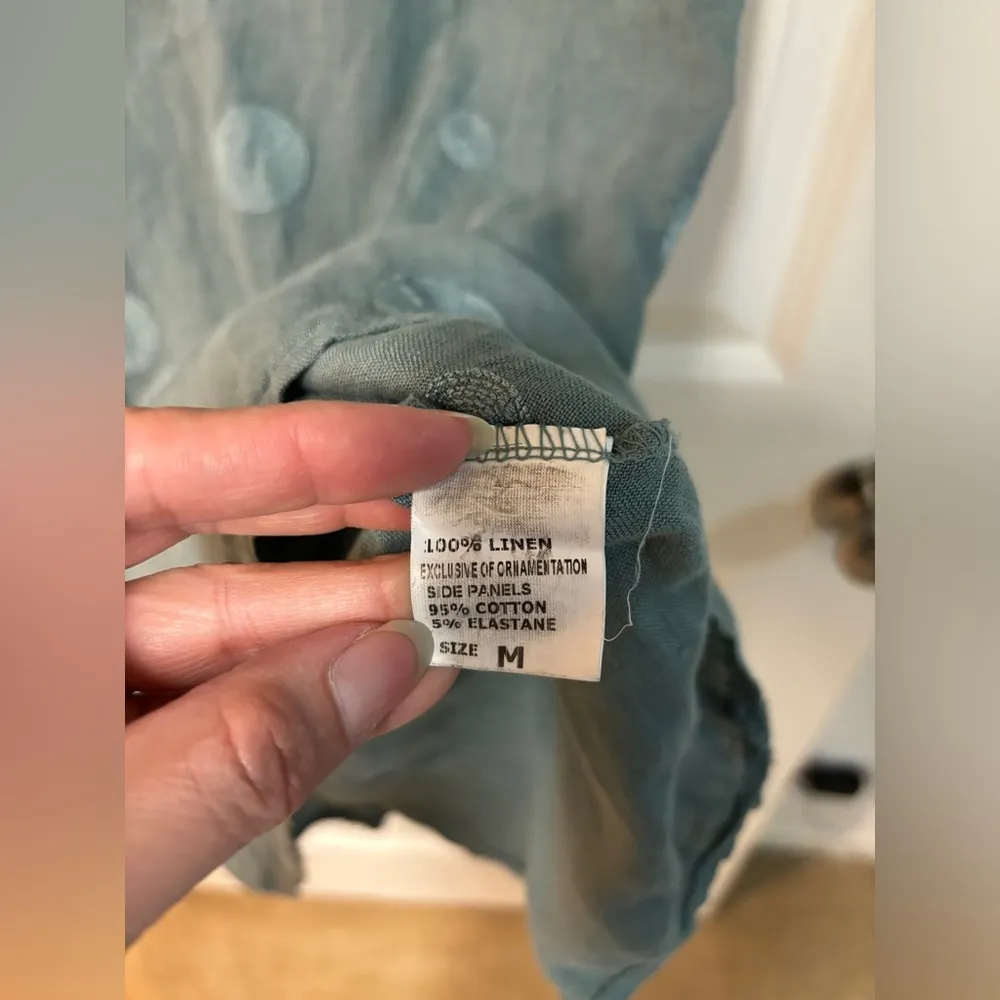 100% LINEN
EXCLUSIVE OF ORNAMENTATION
SIDE PANELS
95% COTTON
5% ELASTANE
SIZE M